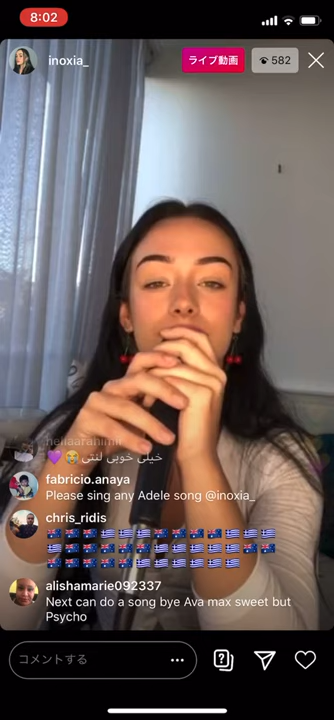 8:02
inoxia_
ライブ動画
582
hellaarahimii
خیلی خوبی لنتی😭💜
fabricio.anaya
Please sing any Adele song @inoxia_
chris_ridis
🇦🇺🇦🇺🇦🇺🇬🇷🇬🇷🇬🇷🇦🇺🇦🇺🇦🇺🇦🇺🇬🇷🇬🇷🇬🇷
🇬🇷🇦🇺🇦🇺🇦🇺🇦🇺🇦🇺🇬🇷🇬🇷🇬🇷🇬🇷🇬🇷🇦🇺🇦🇺
🇦🇺🇦🇺🇦🇺🇦🇺🇦🇺🇬🇷🇬🇷🇬🇷🇬🇷🇬🇷🇬🇷
alishamarie092337
Next can do a song bye Ava max sweet but
Psycho
コメントする